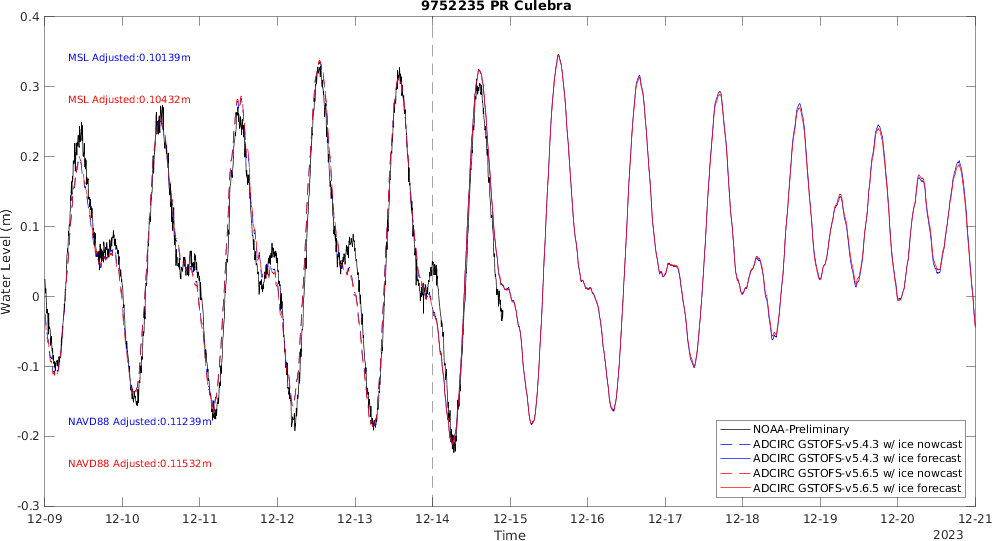 9752235 PR Culebra
0.4
0.3
0.2
0.1
0
-0.1
-0.2
-0.3
Water Level (m)
MSL Adjusted:0.10139m
MSL Adjusted:0.10432m
NAVD88 Adjusted:0.11239m
NAVD88 Adjusted:0.11532m
NOAA-Preliminary
ADCIRC GSTOFS-v5.4.3 w/ ice nowcast
ADCIRC GSTOFS-v5.4.3 w/ ice forecast
ADCIRC GSTOFS-v5.6.5 w/ ice nowcast
ADCIRC GSTOFS-v5.6.5 w/ ice forecast
12-09 12-10 12-11 12-12 12-13 12-14 12-15 12-16 12-17 12-18 12-19 12-20 12-21
Time
2023